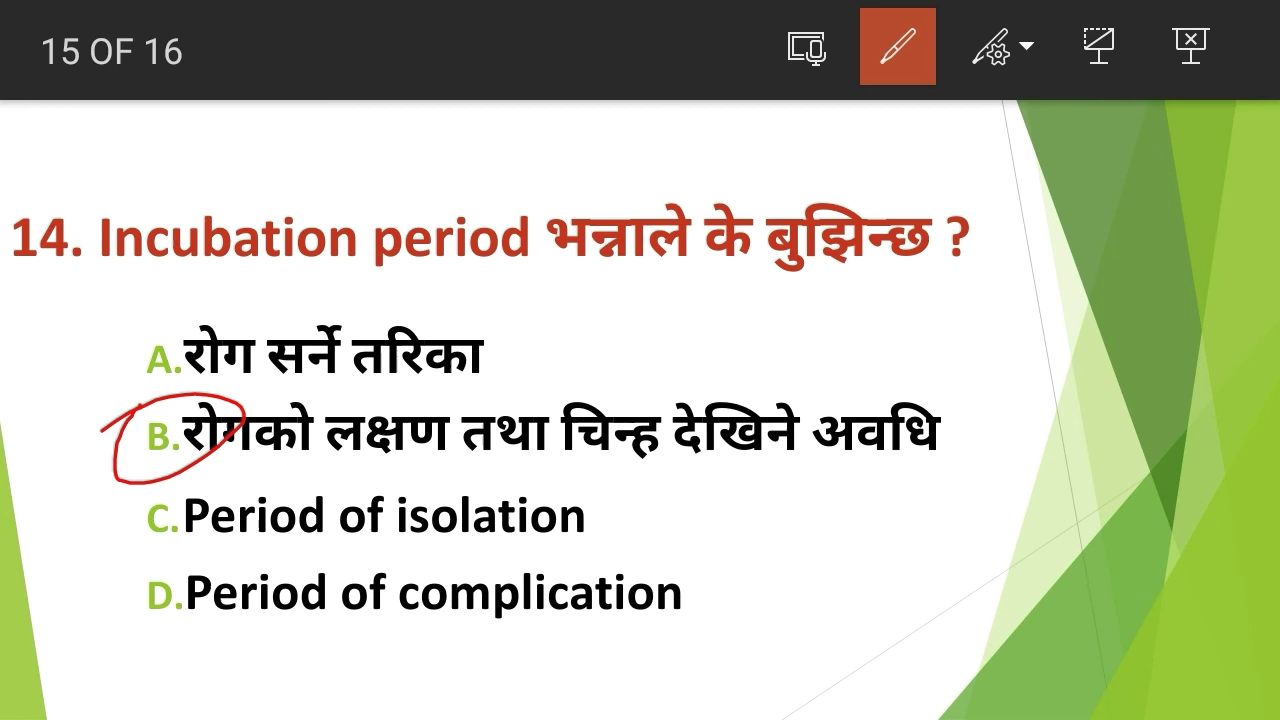 15 OF 16
14. Incubation period भन्नाले के बुझिन्छ ?
A.रोग सर्ने तरिका
B.रोगको लक्षण तथा चिन्ह देखिने अवधि
C.Period of isolation
D.Period of complication